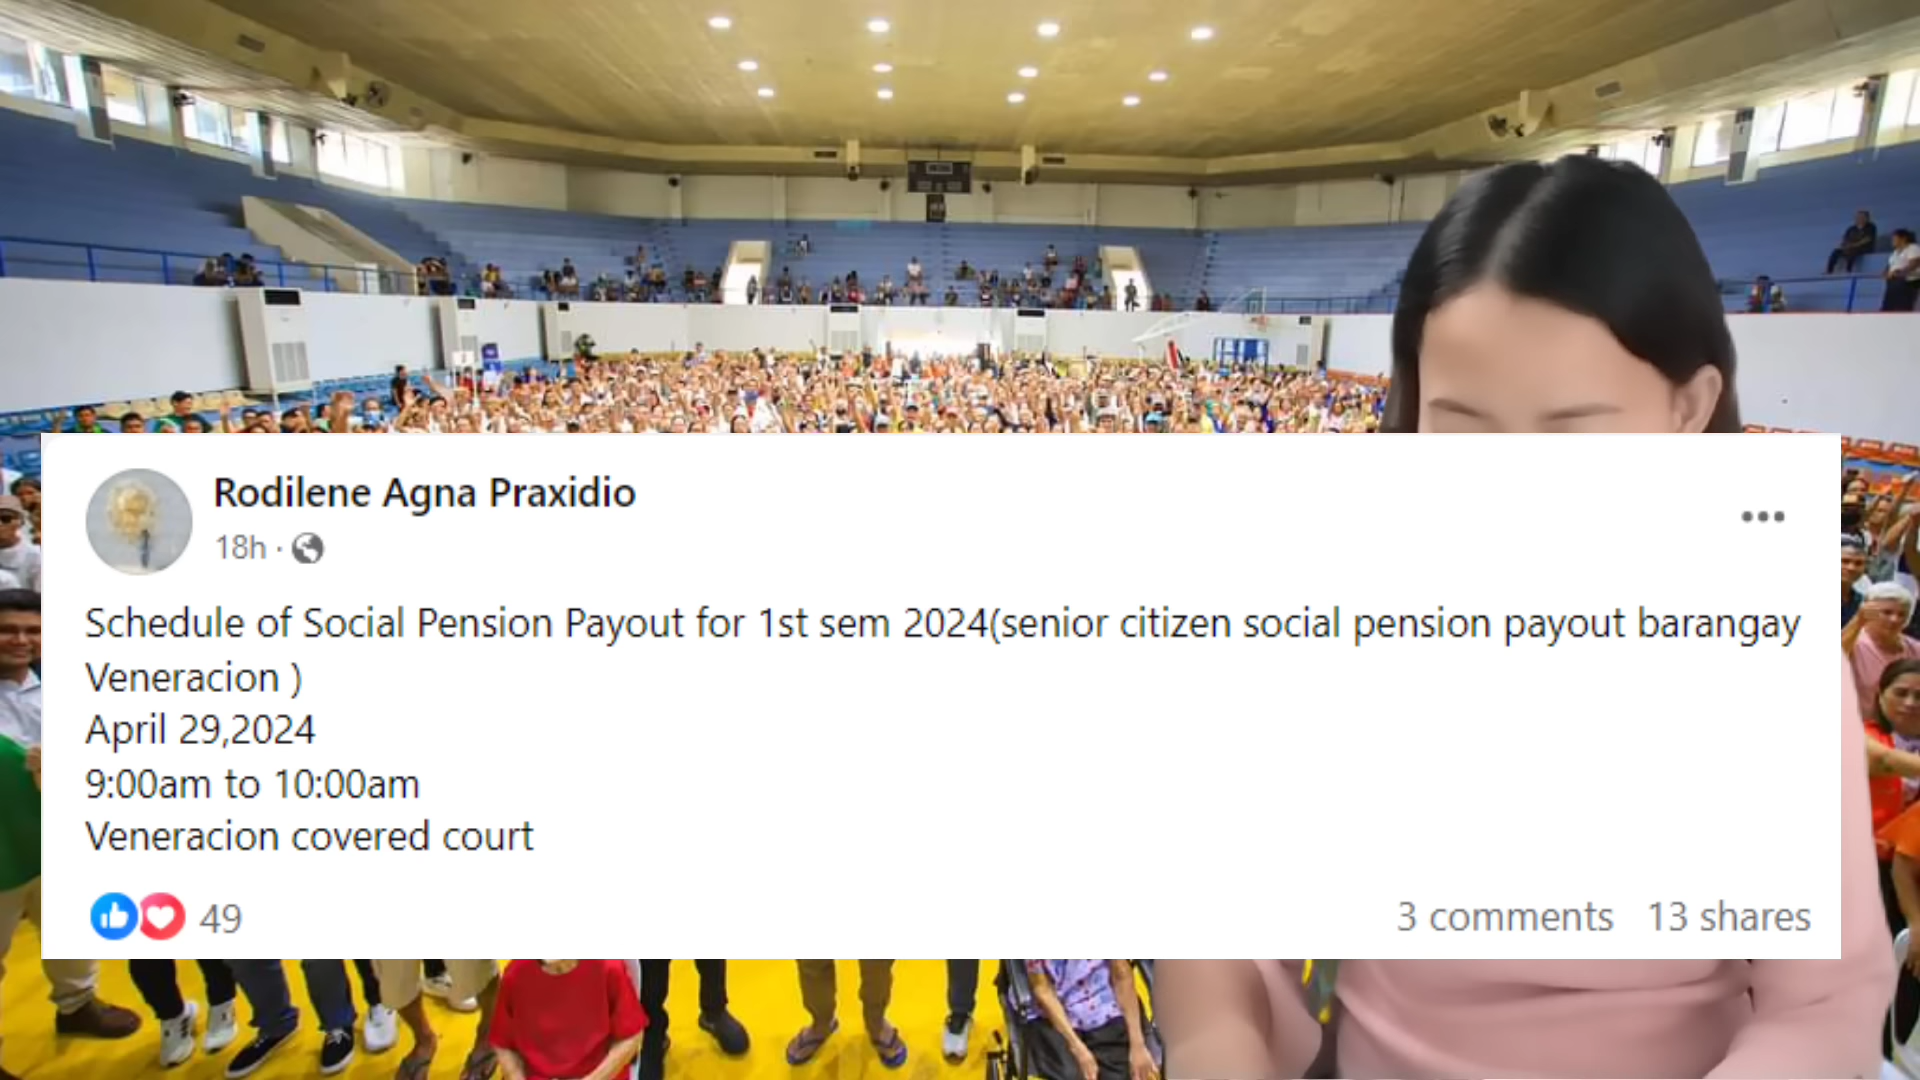 Rodilene Agna Praxidio
18h ·
Schedule of Social Pension Payout for 1st sem 2024(senior citizen social pension payout barangay
Veneracion )
April 29,2024
9:00am to 10:00am
Veneracion covered court
49
3 comments 13 shares